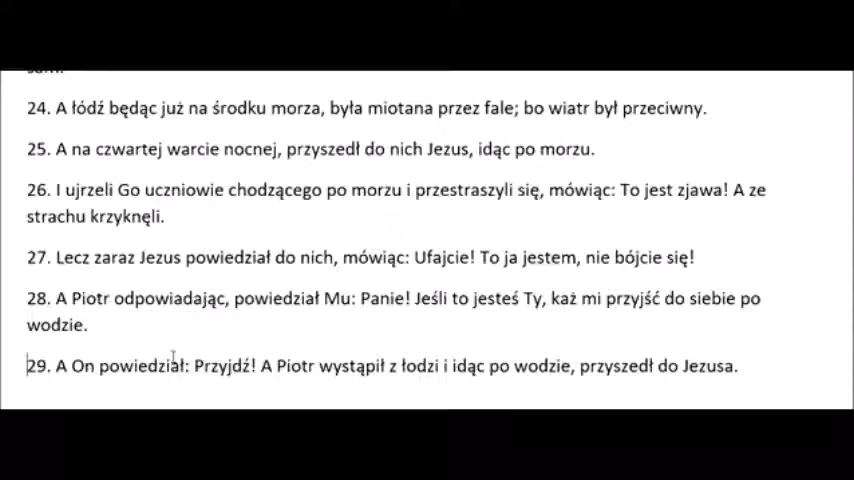 24. A łódź będąc już na środku morza, była miotana przez fale; bo wiatr był przeciwny.
25. A na czwartej warcie nocnej, przyszedł do nich Jezus, idąc po morzu.
26. I ujrzeli Go uczniowie chodzącego po morzu i przestraszyli się, mówiąc: To jest zjawa! A ze
strachu krzyknęli.
27. Lecz zaraz Jezus powiedział do nich, mówiąc: Ufajcie! To ja jestem, nie bójcie się!
28. A Piotr odpowiadając, powiedział Mu: Panie! Jeśli to jesteś Ty, każ mi przyjść do siebie po
wodzie.
29. A On powiedział: Przyjdź! A Piotr wystąpił z łodzi i idąc po wodzie, przyszedł do Jezusa.